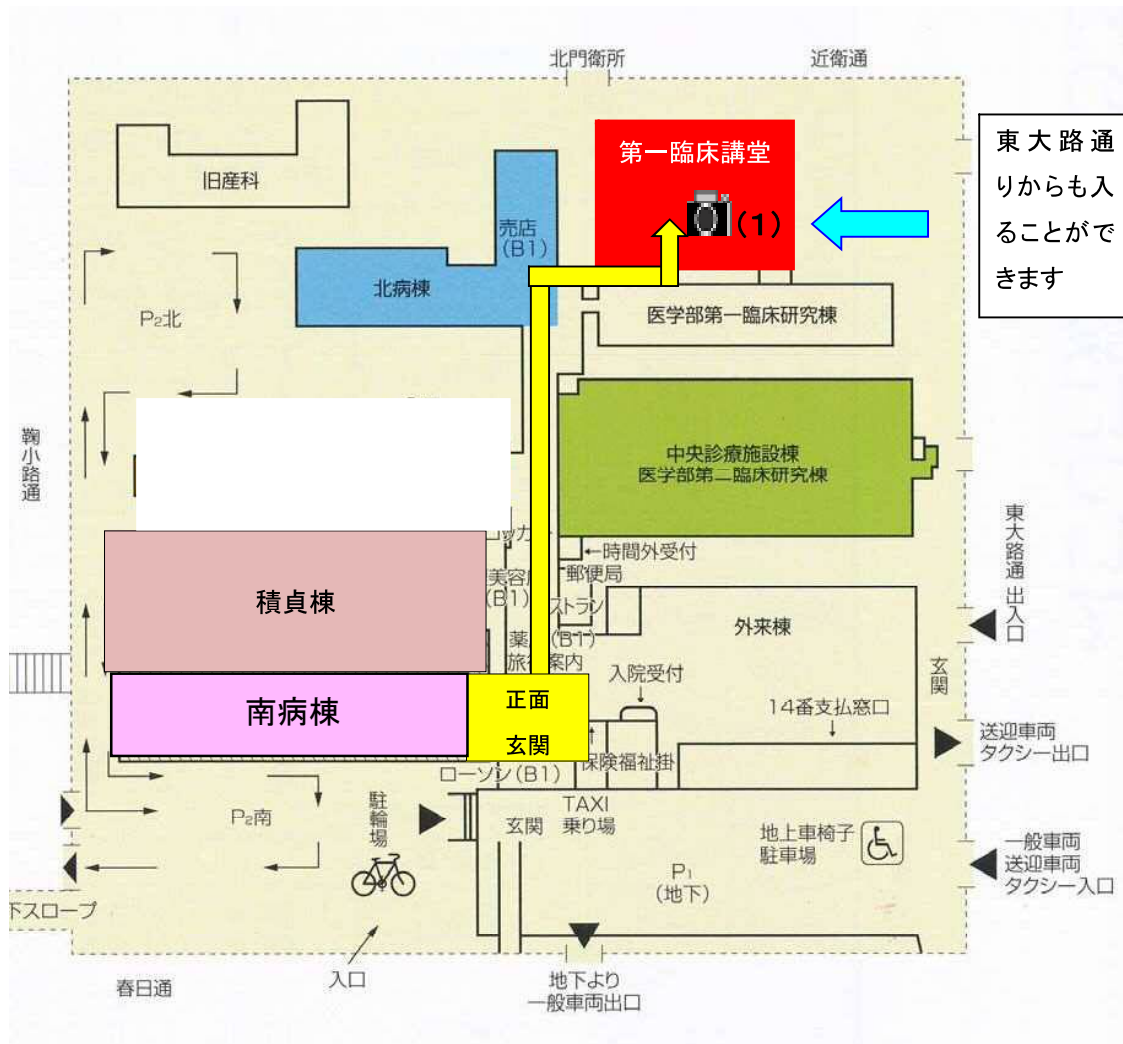 北門衛所
近衛通
第一臨床講堂
(1)
東大路通
りからも入
ることがで
きます
旧産科
売店
(B1)
北病棟
P2北
医学部第一臨床研究棟
鞠小路通
中央診療施設棟
医学部第二臨床研究棟
東大路通 出入口
←時間外受付
郵便局
(B1)
ストラン
積貞棟
外来棟
薬
(B1)
旅
案内
入院受付
玄関
南病棟
正面
玄関
14番支払窓口
送迎車両
タクシー出口
保険福祉掛
ローソン(B1)
P2南
駐輪場
玄関
TAXI
乗り場
地上車椅子
駐車場
一般車両
送迎車両
タクシー入口
P1
(地下)
下スロープ
春日通
入口
地下より
一般車両出口